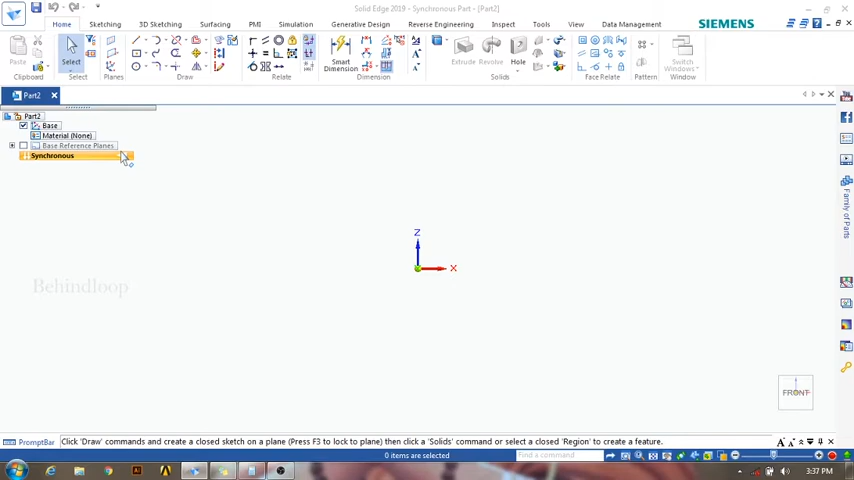 Solid Edge 2019 - Synchronous Part - [Part2]
Home Sketching 3D Sketching Surfacing PMI Simulation Generative Design Reverse Engineering Inspect Tools View Data Management SIEMENS
Paste Select Smart Dimension Extrude Revolve Hole Switch Windows
Clipboard Select Planes Draw Relate Dimension Solids Face Relate Pattern Window
Part2
Part2
Base
Material (None)
Base Reference Planes
Synchronous
Family of Parts
Z
X
Behindloop
FRONT
PromptBar Click 'Draw' commands and create a closed sketch on a plane (Press F3 to lock to plane) then click a 'Solids' command or select a closed 'Region' to create a feature.
0 items are selected Find a command
3:37 PM